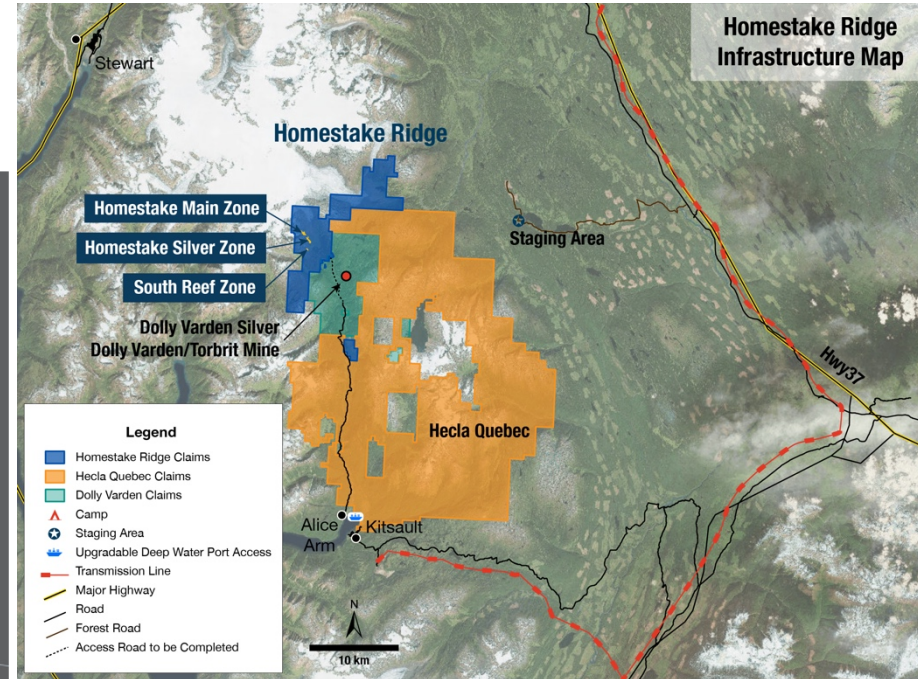 Homestake Ridge
Infrastructure Map
Stewart
Homestake Ridge
Homestake Main Zone
Homestake Silver Zone
South Reef Zone
Staging Area
Dolly Varden Silver
Dolly Varden/Torbrit Mine
Hwy37
Hecla Quebec
Alice
Arm
Kitsault
N
10 km
Legend
Homestake Ridge Claims
Hecla Quebec Claims
Dolly Varden Claims
Camp
Staging Area
Upgradable Deep Water Port Access
Transmission Line
Major Highway
Road
Forest Road
Access Road to be Completed